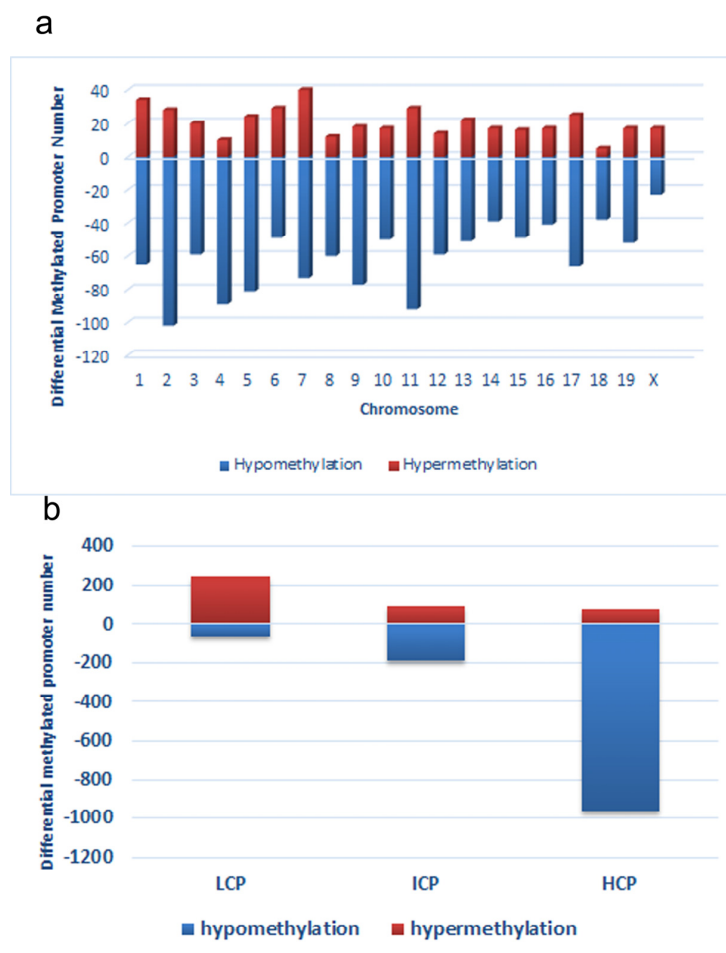 a
Differential Methylated Promoter Number
40
20
0
-20
-40
-60
-80
-100
-120
1 2 3 4 5 6 7 8 9 10 11 12 13 14 15 16 17 18 19 X
Chromosome
Hypomethylation Hypermethylation
b
Differential methylated promoter number
400
200
0
-200
-400
-600
-800
-1000
-1200
LCP ICP HCP
hypomethylation hypermethylation